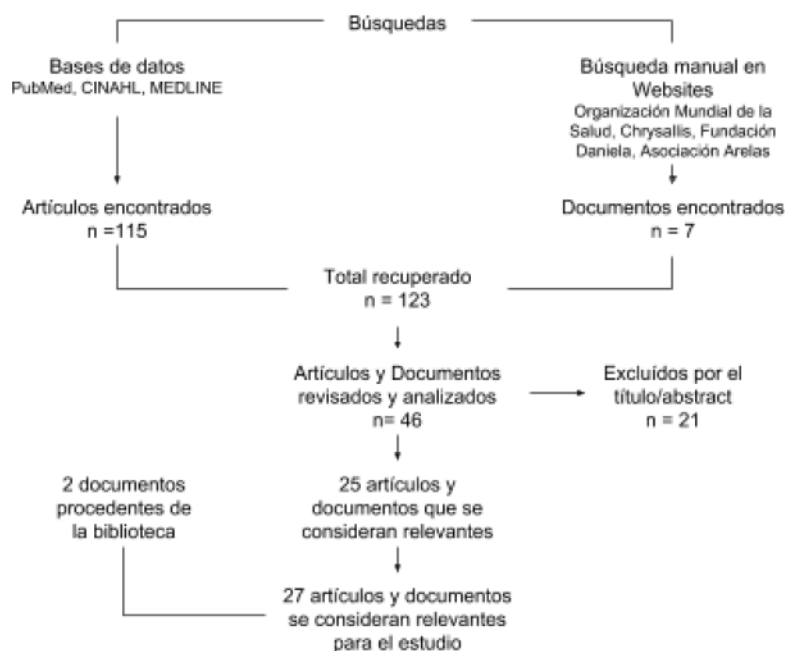 Búsquedas
Bases de datos
PubMed, CINAHL, MEDLINE
Búsqueda manual en
Websites
Organización Mundial de la
Salud, Chrysallis, Fundación
Daniela, Asociación Arelas
Artículos encontrados
n =115
Documentos encontrados
n = 7
Total recuperado
n = 123
Artículos y Documentos
revisados y analizados
n= 46
Excluídos por el
título/abstract
n = 21
2 documentos
procedentes de
la biblioteca
25 artículos y
documentos que se
consideran relevantes
27 artículos y documentos
se consideran relevantes
para el estudio